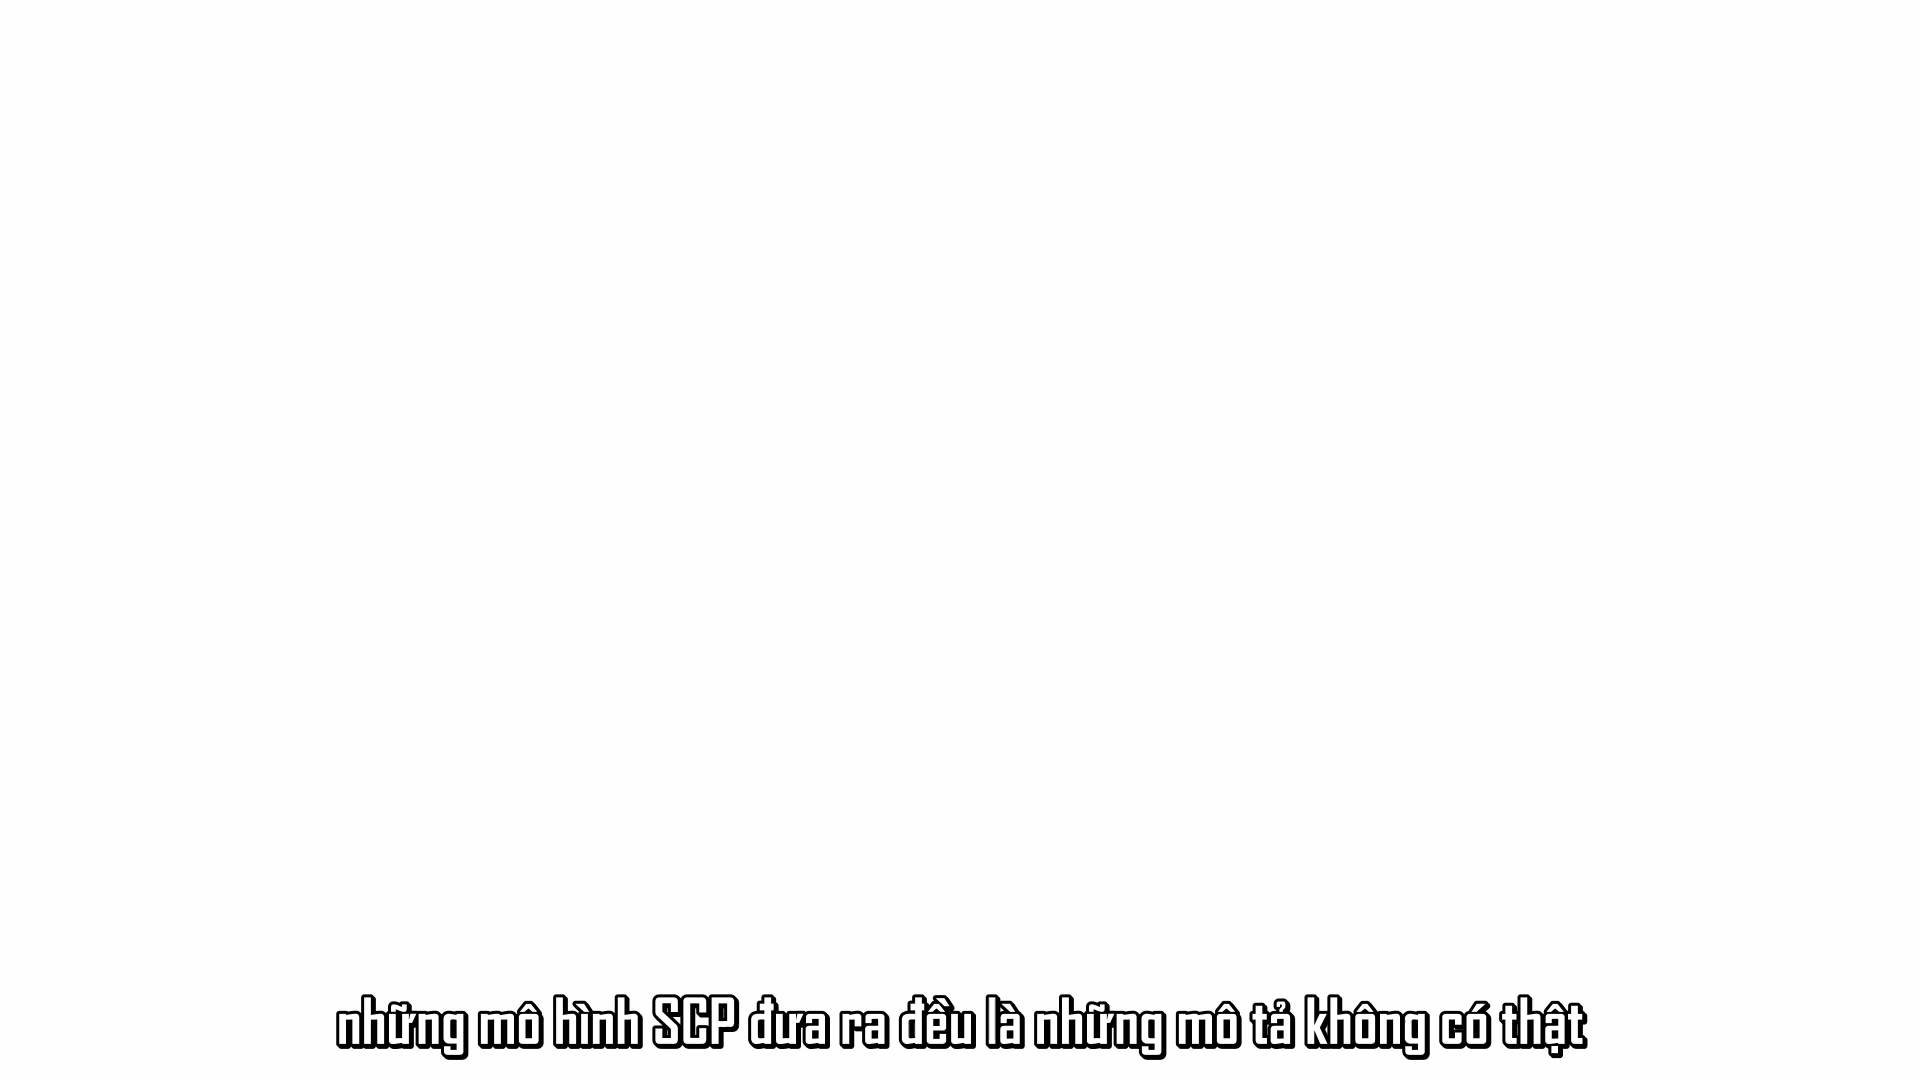 những mô hình SCP đưa ra đều là những mô tả không có thật